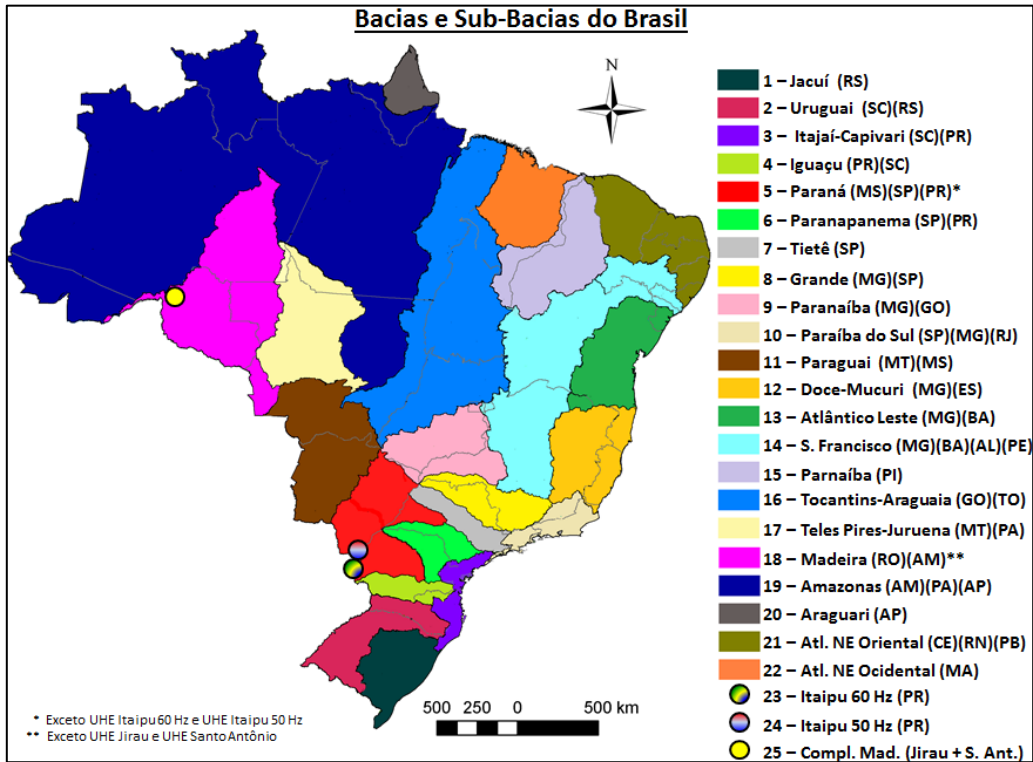 Bacias e Sub-Bacias do Brasil
N
1 – Jacuí (RS)
2 – Uruguai (SC)(RS)
3 – Itajaí-Capivari (SC)(PR)
4 – Iguaçu (PR)(SC)
5 – Paraná (MS)(SP)(PR)*
6 – Paranapanema (SP)(PR)
7 – Tietê (SP)
8 – Grande (MG)(SP)
9 – Paranaíba (MG)(GO)
10 – Paraíba do Sul (SP)(MG)(RJ)
11 – Paraguai (MT)(MS)
12 – Doce-Mucuri (MG)(ES)
13 – Atlântico Leste (MG)(BA)
14 – S. Francisco (MG)(BA)(AL)(PE)
15 – Parnaíba (PI)
16 – Tocantins-Araguaia (GO)(TO)
17 – Teles Pires-Juruena (MT)(PA)
18 – Madeira (RO)(AM)**
19 – Amazonas (AM)(PA)(AP)
20 – Araguari (AP)
21 – Atl. NE Oriental (CE)(RN)(PB)
22 – Atl. NE Ocidental (MA)
23 – Itaipu 60 Hz (PR)
24 – Itaipu 50 Hz (PR)
25 – Compl. Mad. (Jirau + S. Ant.)
500 250 0 500 km
* Exceto UHE Itaipu 60 Hz e UHE Itaipu 50 Hz
** Exceto UHE Jirau e UHE Santo Antônio